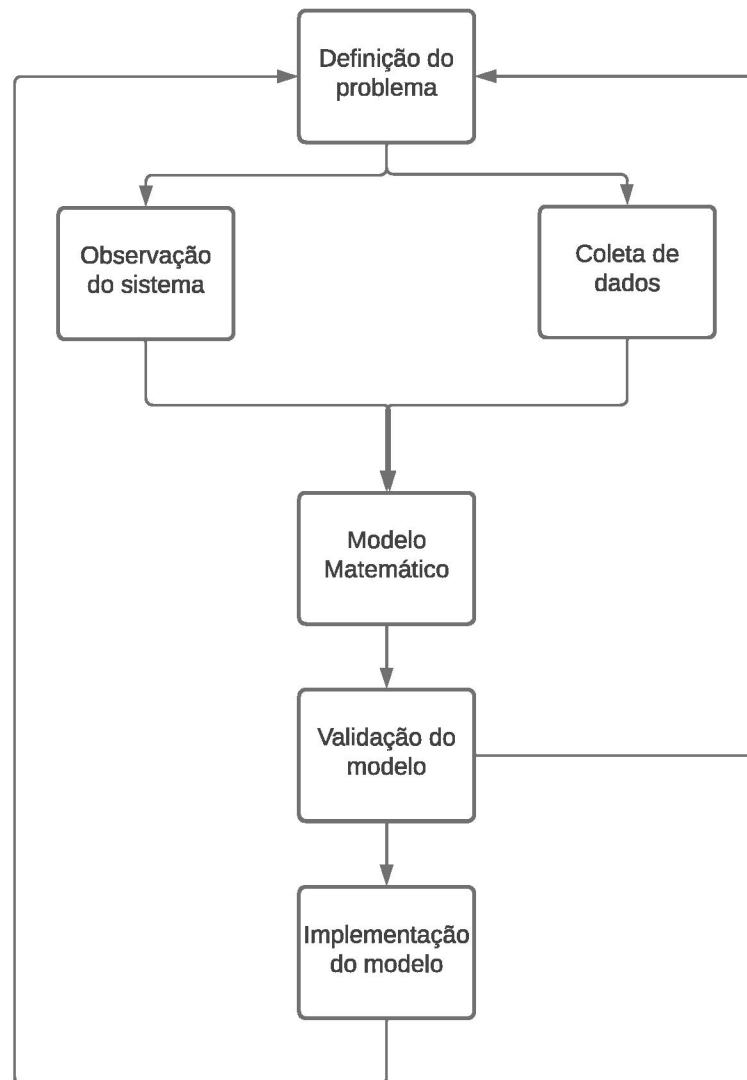 Definição do
problema
Observação
do sistema
Coleta de
dados
Modelo
Matemático
Validação do
modelo
Implementação
do modelo